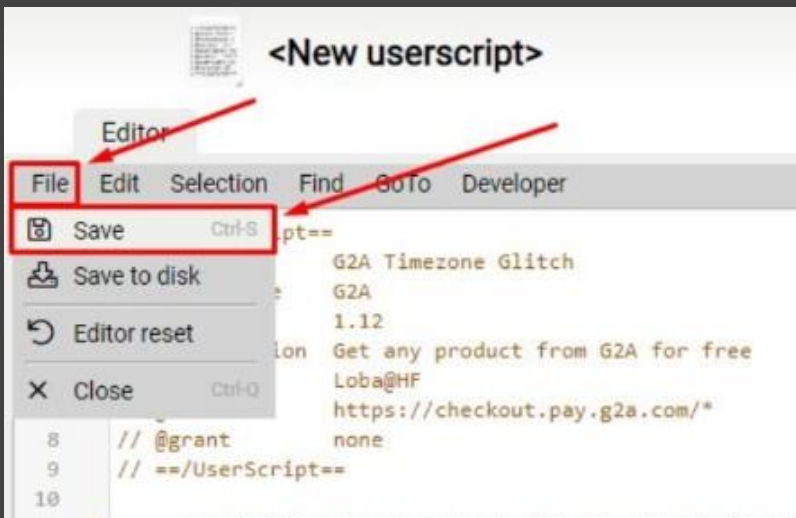 <New userscript>
Editor
File Edit Selection Find GoTo Developer
Save Ctrl-S pt==
Save to disk G2A Timezone Glitch
e G2A
Editor reset 1.12
ion Get any product from G2A for free
Close Ctrl-Q Loba@HF
https://checkout.pay.g2a.com/*
8 // @grant none
9 // ==/UserScript==
10